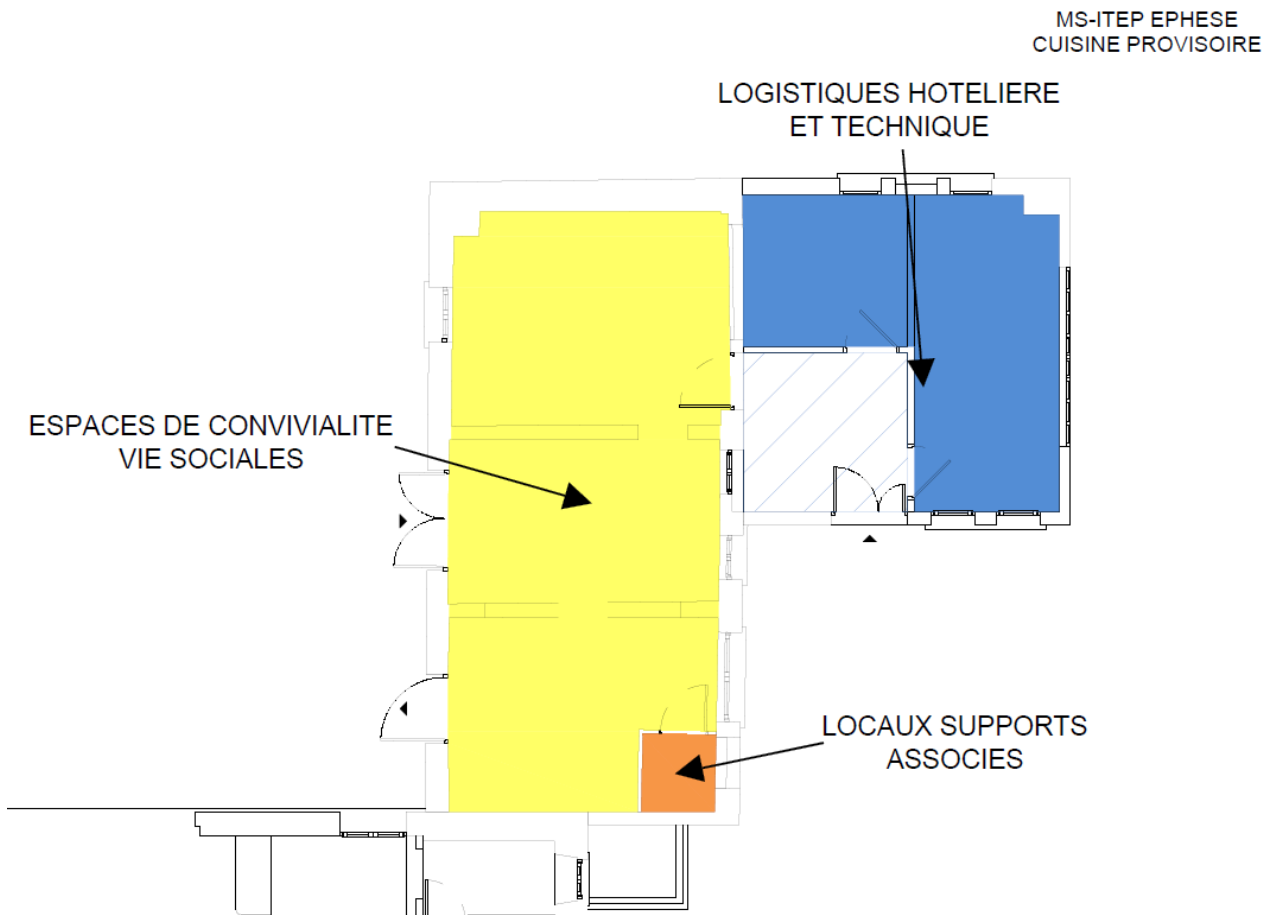 MS-ITEP EPHESE
CUISINE PROVISOIRE
LOGISTIQUES HOTELIERE
ET TECHNIQUE
ESPACES DE CONVIVIALITE
VIE SOCIALES
LOCAUX SUPPORTS
ASSOCIES